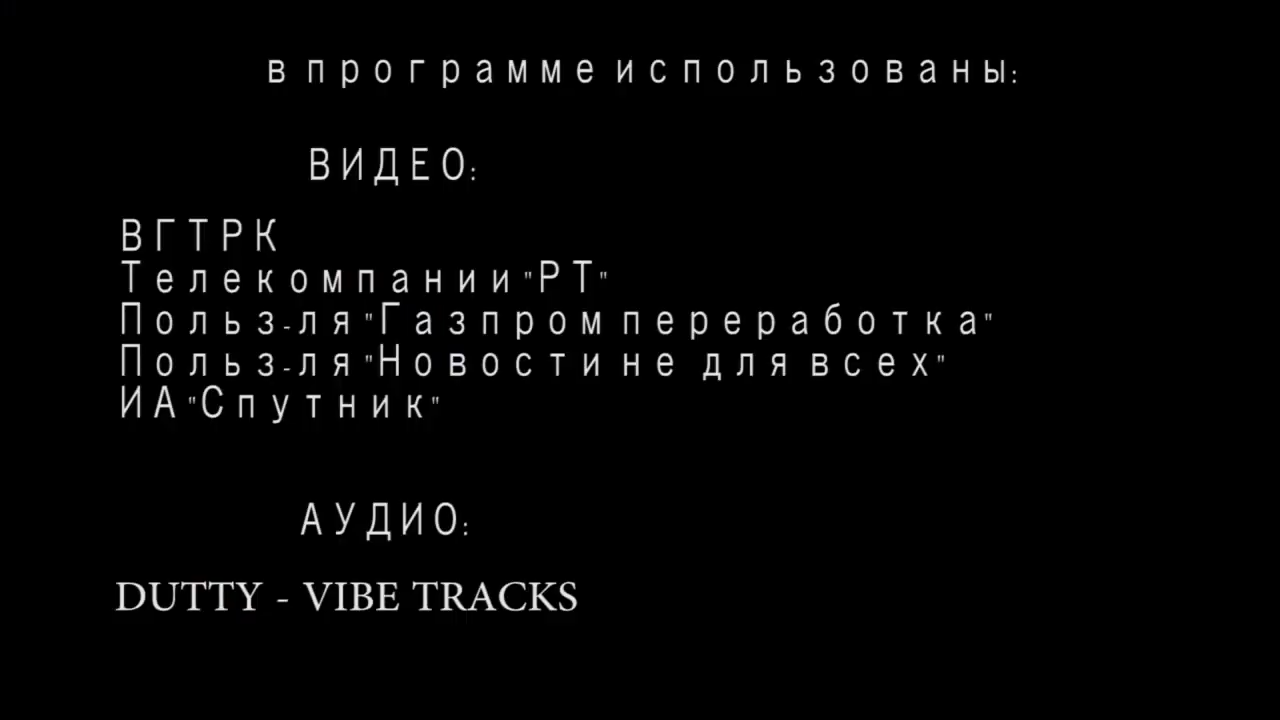 в программе использованы:
ВИДЕО:
ВГТРК
Телекомпании "РТ"
Польз-ля "Газпром переработка"
Польз-ля "Новости не для всех"
ИА "Спутник"
АУДИО:
DUTTY - VIBE TRACKS